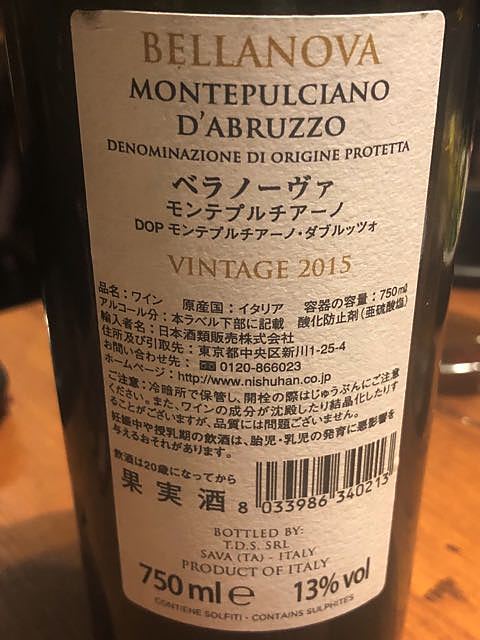 BELLANOVA
MONTEPULCIANO
D'ABRUZZO
DENOMINAZIONE DI ORIGINE PROTETTA
ベラノーヴァ
モンテプルチアーノ
DOP モンテプルチアーノ・ダブルッツォ
VINTAGE 2015
品名：ワイン 原産国：イタリア 容器の容量：750ml
アルコール分：本ラベル下部に記載 酸化防止剤(亜硫酸塩)
輸入者名：日本酒類販売株式会社
住所及び引取先：東京都中央区新川1-25-4
お問い合わせ先： 0120-866023
ホームページ：http://www.nishuhan.co.jp
ご注意：冷暗所で保管し、開栓の際はじゅうぶんにご注意
ください。また、ワインの成分が沈殿したり結晶化したりす
ることがございますが、品質には問題ございません。
妊娠中や授乳期の飲酒は、胎児・乳児の発育に悪影響を
与えるおそれがあります。
飲酒は20歳になってから
果実酒
8 033986 340213
BOTTLED BY:
T.D.S. SRL
SAVA (TA) - ITALY
PRODUCT OF ITALY
750 ml e 13% vol
CONTIENE SOLFITI - CONTAINS SULPHITES